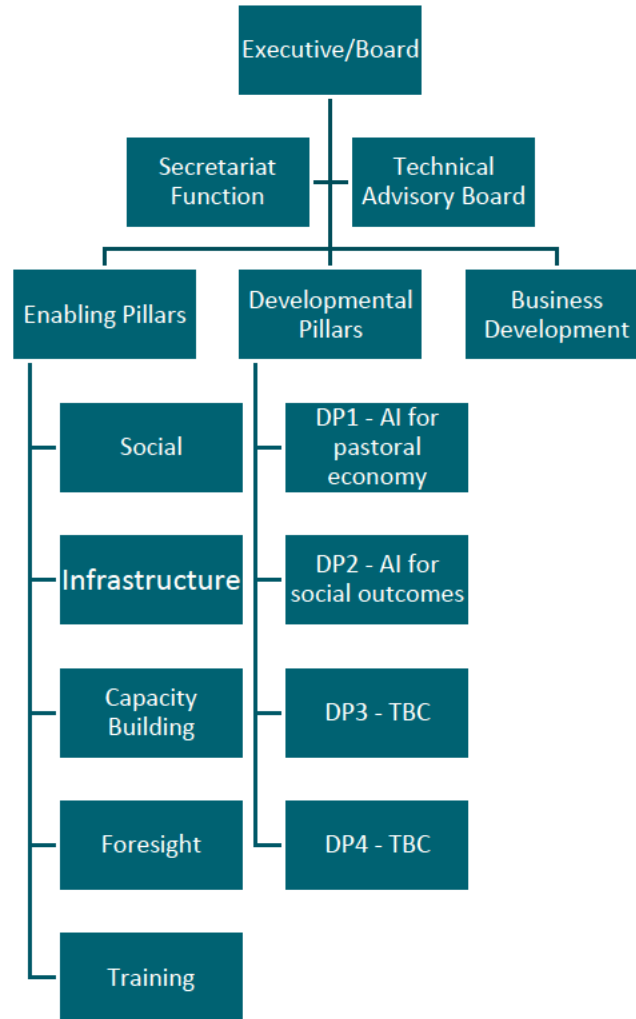 Executive/Board
Secretariat
Function
Technical
Advisory Board
Enabling Pillars
Developmental
Pillars
Business
Development
Social
Infrastructure
Capacity
Building
Foresight
Training
DP1 - AI for
pastoral
economy
DP2 - AI for
social outcomes
DP3 - TBC
DP4 - TBC